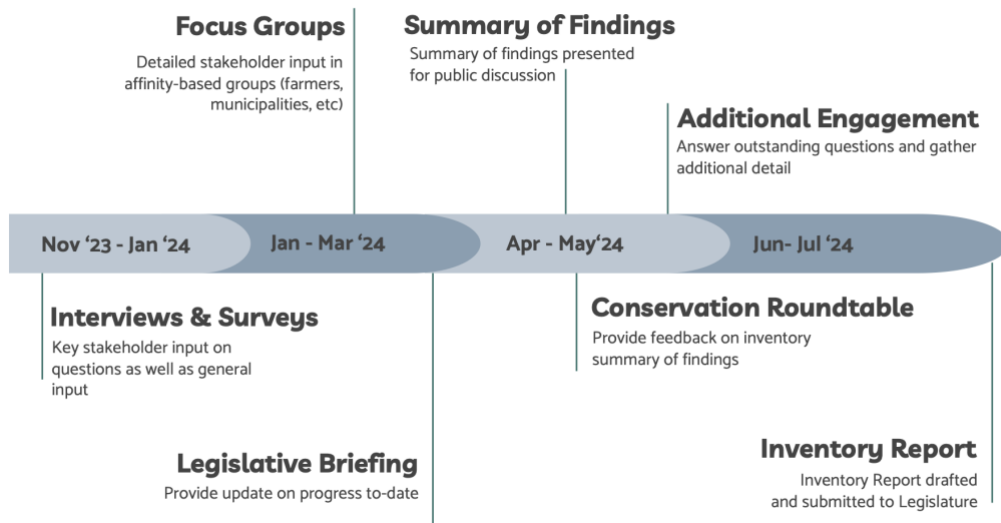 Focus Groups
Detailed stakeholder input in
affinity-based groups (farmers,
municipalities, etc)
Summary of Findings
Summary of findings presented
for public discussion
Additional Engagement
Answer outstanding questions and gather
additional detail
Nov ‘23 - Jan ‘24
Jan - Mar ‘24
Apr - May‘24
Jun- Jul ‘24
Interviews & Surveys
Key stakeholder input on
questions as well as general
input
Conservation Roundtable
Provide feedback on inventory
summary of findings
Legislative Briefing
Provide update on progress to-date
Inventory Report
Inventory Report drafted
and submitted to Legislature